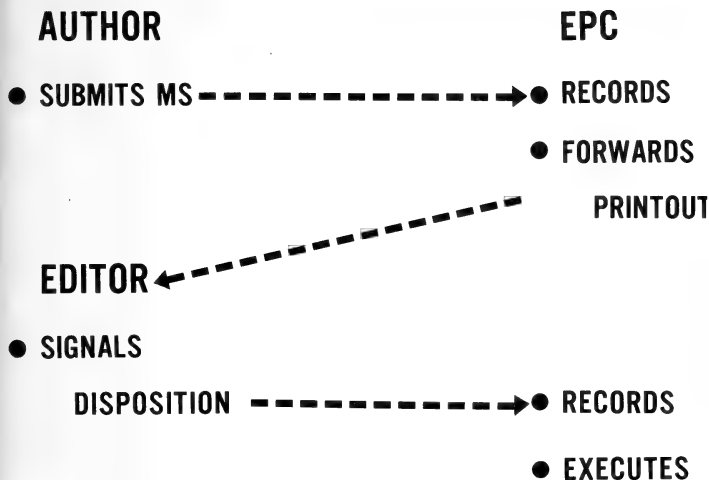 AUTHOR EPC
● SUBMITS MS ● RECORDS
● FORWARDS
PRINTOUT
EDITOR
● SIGNALS
DISPOSITION ● RECORDS
● EXECUTES